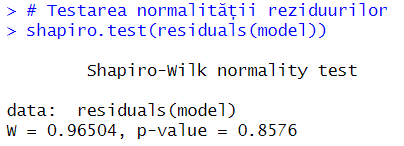 > # Testarea normalității reziduurilor
> shapiro.test(residuals(model))
Shapiro-Wilk normality test
data:  residuals(model)
W = 0.96504, p-value = 0.8576